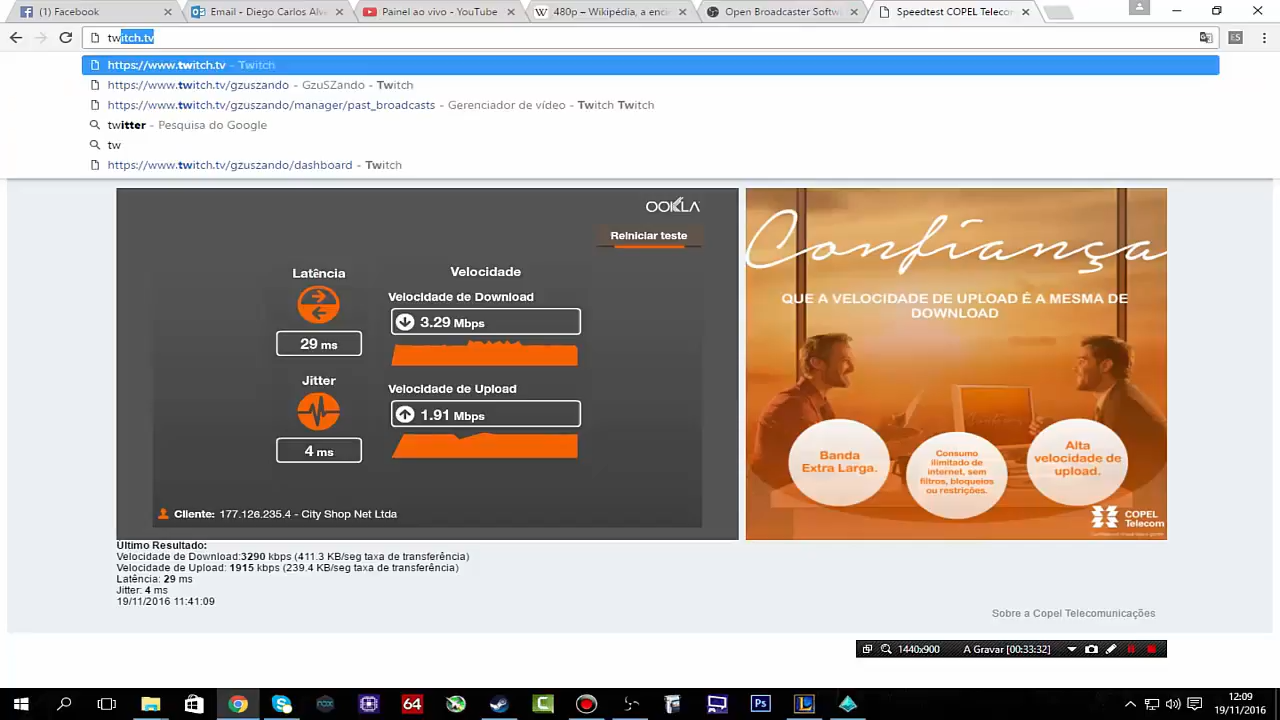 (1) Facebook
Email - Diego Carlos Alv
Painel ao vivo - YouTube
480p – Wikipédia, a enci
Open Broadcaster Softw
Speedtest COPEL Telecom
twitch.tv
https://www.twitch.tv - Twitch
https://www.twitch.tv/gzuszando - GzuSZando - Twitch
https://www.twitch.tv/gzuszando/manager/past_broadcasts - Gerenciador de vídeo - Twitch Twitch
twitter - Pesquisa do Google
tw
https://www.twitch.tv/gzuszando/dashboard - Twitch
OOKLA
Reiniciar teste
Latência
29 ms
Jitter
4 ms
Velocidade
Velocidade de Download
3.29 Mbps
Velocidade de Upload
1.91 Mbps
Cliente: 177.126.235.4 - City Shop Net Ltda
Confiança
QUE A VELOCIDADE DE UPLOAD É A MESMA DE
DOWNLOAD
Banda
Extra Larga.
Consumo
ilimitado de
internet, sem
filtros, bloqueios
ou restrições.
Alta
velocidade de
upload.
COPEL
Telecom
Último Resultado:
Velocidade de Download:3290 kbps (411.3 KB/seg taxa de transferência)
Velocidade de Upload: 1915 kbps (239.4 KB/seg taxa de transferência)
Latência: 29 ms
Jitter: 4 ms
19/11/2016 11:41:09
Sobre a Copel Telecomunicações
1440x900
A Gravar [00:33:32]
64
Ps
12:09
19/11/2016